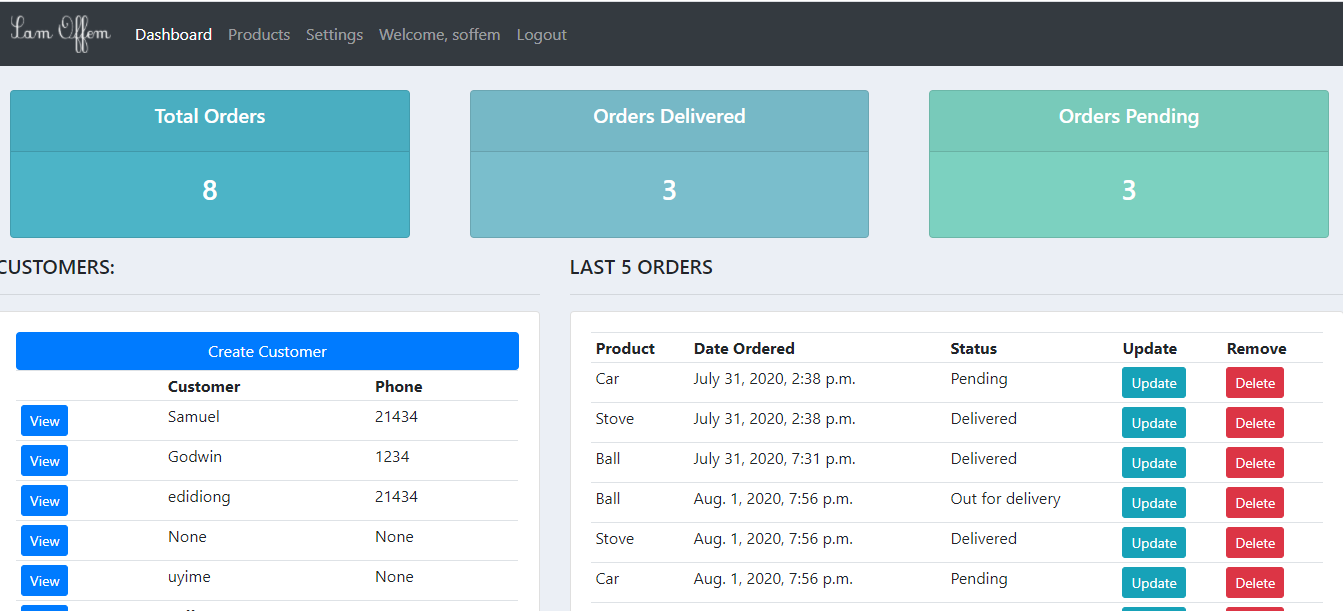 Lam Offem Dashboard Products Settings Welcome, soffem Logout
Total Orders
8
Orders Delivered
3
Orders Pending
3
CUSTOMERS:
Create Customer
Customer Phone
View Samuel 21434
View Godwin 1234
View edidiong 21434
View None None
View uyime None
LAST 5 ORDERS
Product Date Ordered Status Update Remove
Car July 31, 2020, 2:38 p.m. Pending Update Delete
Stove July 31, 2020, 2:38 p.m. Delivered Update Delete
Ball July 31, 2020, 7:31 p.m. Delivered Update Delete
Ball Aug. 1, 2020, 7:56 p.m. Out for delivery Update Delete
Stove Aug. 1, 2020, 7:56 p.m. Delivered Update Delete
Car Aug. 1, 2020, 7:56 p.m. Pending Update Delete